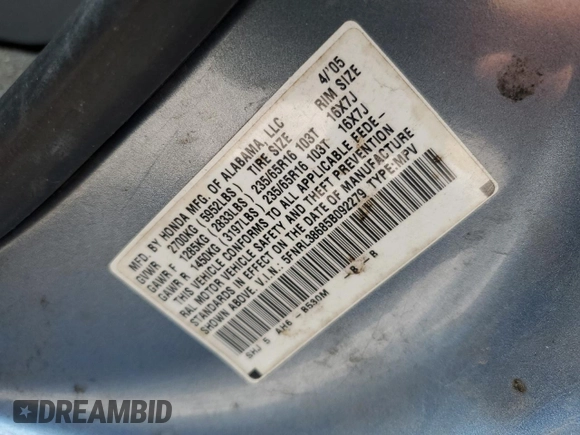 MFD. BY HONDA MFG. OF ALABAMA, LLC 4/'05
GVWR 2700KG ( 5952LBS) TIRE SIZE RIM SIZE
GAWR F 1285KG ( 2833LBS) 235/65R16 103T 16X7J
GAWR R 1450KG ( 3197LBS) 235/65R16 103T 16X7J
THIS VEHICLE CONFORMS TO ALL APPLICABLE FEDE-
RAL MOTOR VEHICLE SAFETY AND THEFT PREVENTION
STANDARDS IN EFFECT ON THE DATE OF MANUFACTURE
SHOWN ABOVE. V.I.N. 5FNRL38685B092279 TYPE:MPV
SHJ 5 AH6 - B530M -B - B
DREAMBID